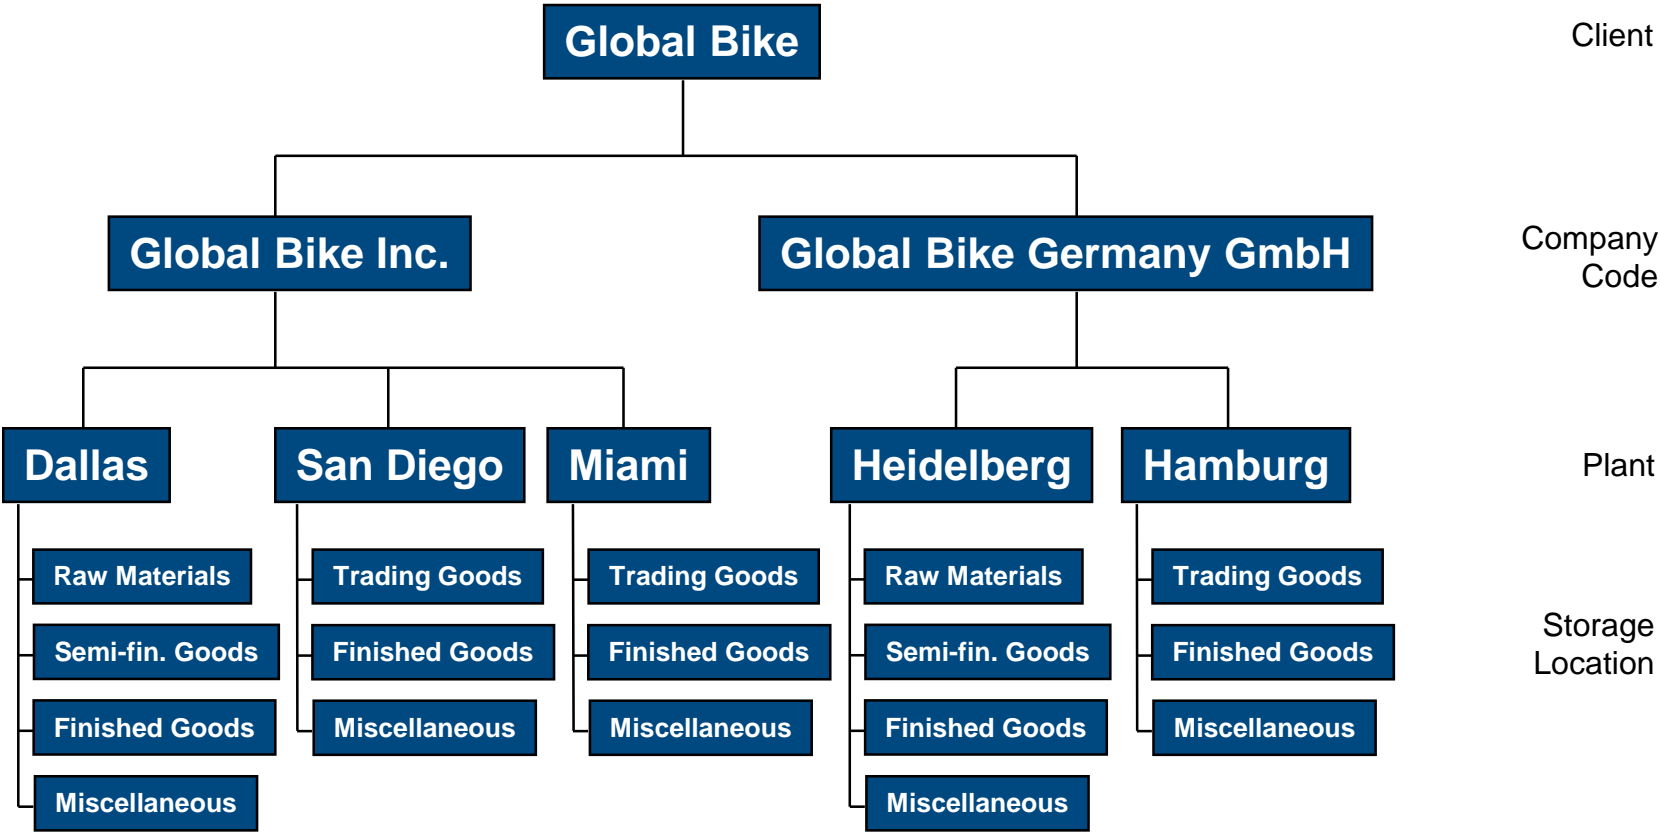 Global Bike
Client
Global Bike Inc.
Global Bike Germany GmbH
Company
Code
Dallas
San Diego
Miami
Heidelberg
Hamburg
Plant
Raw Materials
Trading Goods
Trading Goods
Raw Materials
Trading Goods
Semi-fin. Goods
Finished Goods
Finished Goods
Semi-fin. Goods
Finished Goods
Storage
Location
Finished Goods
Miscellaneous
Miscellaneous
Finished Goods
Miscellaneous
Miscellaneous
Miscellaneous